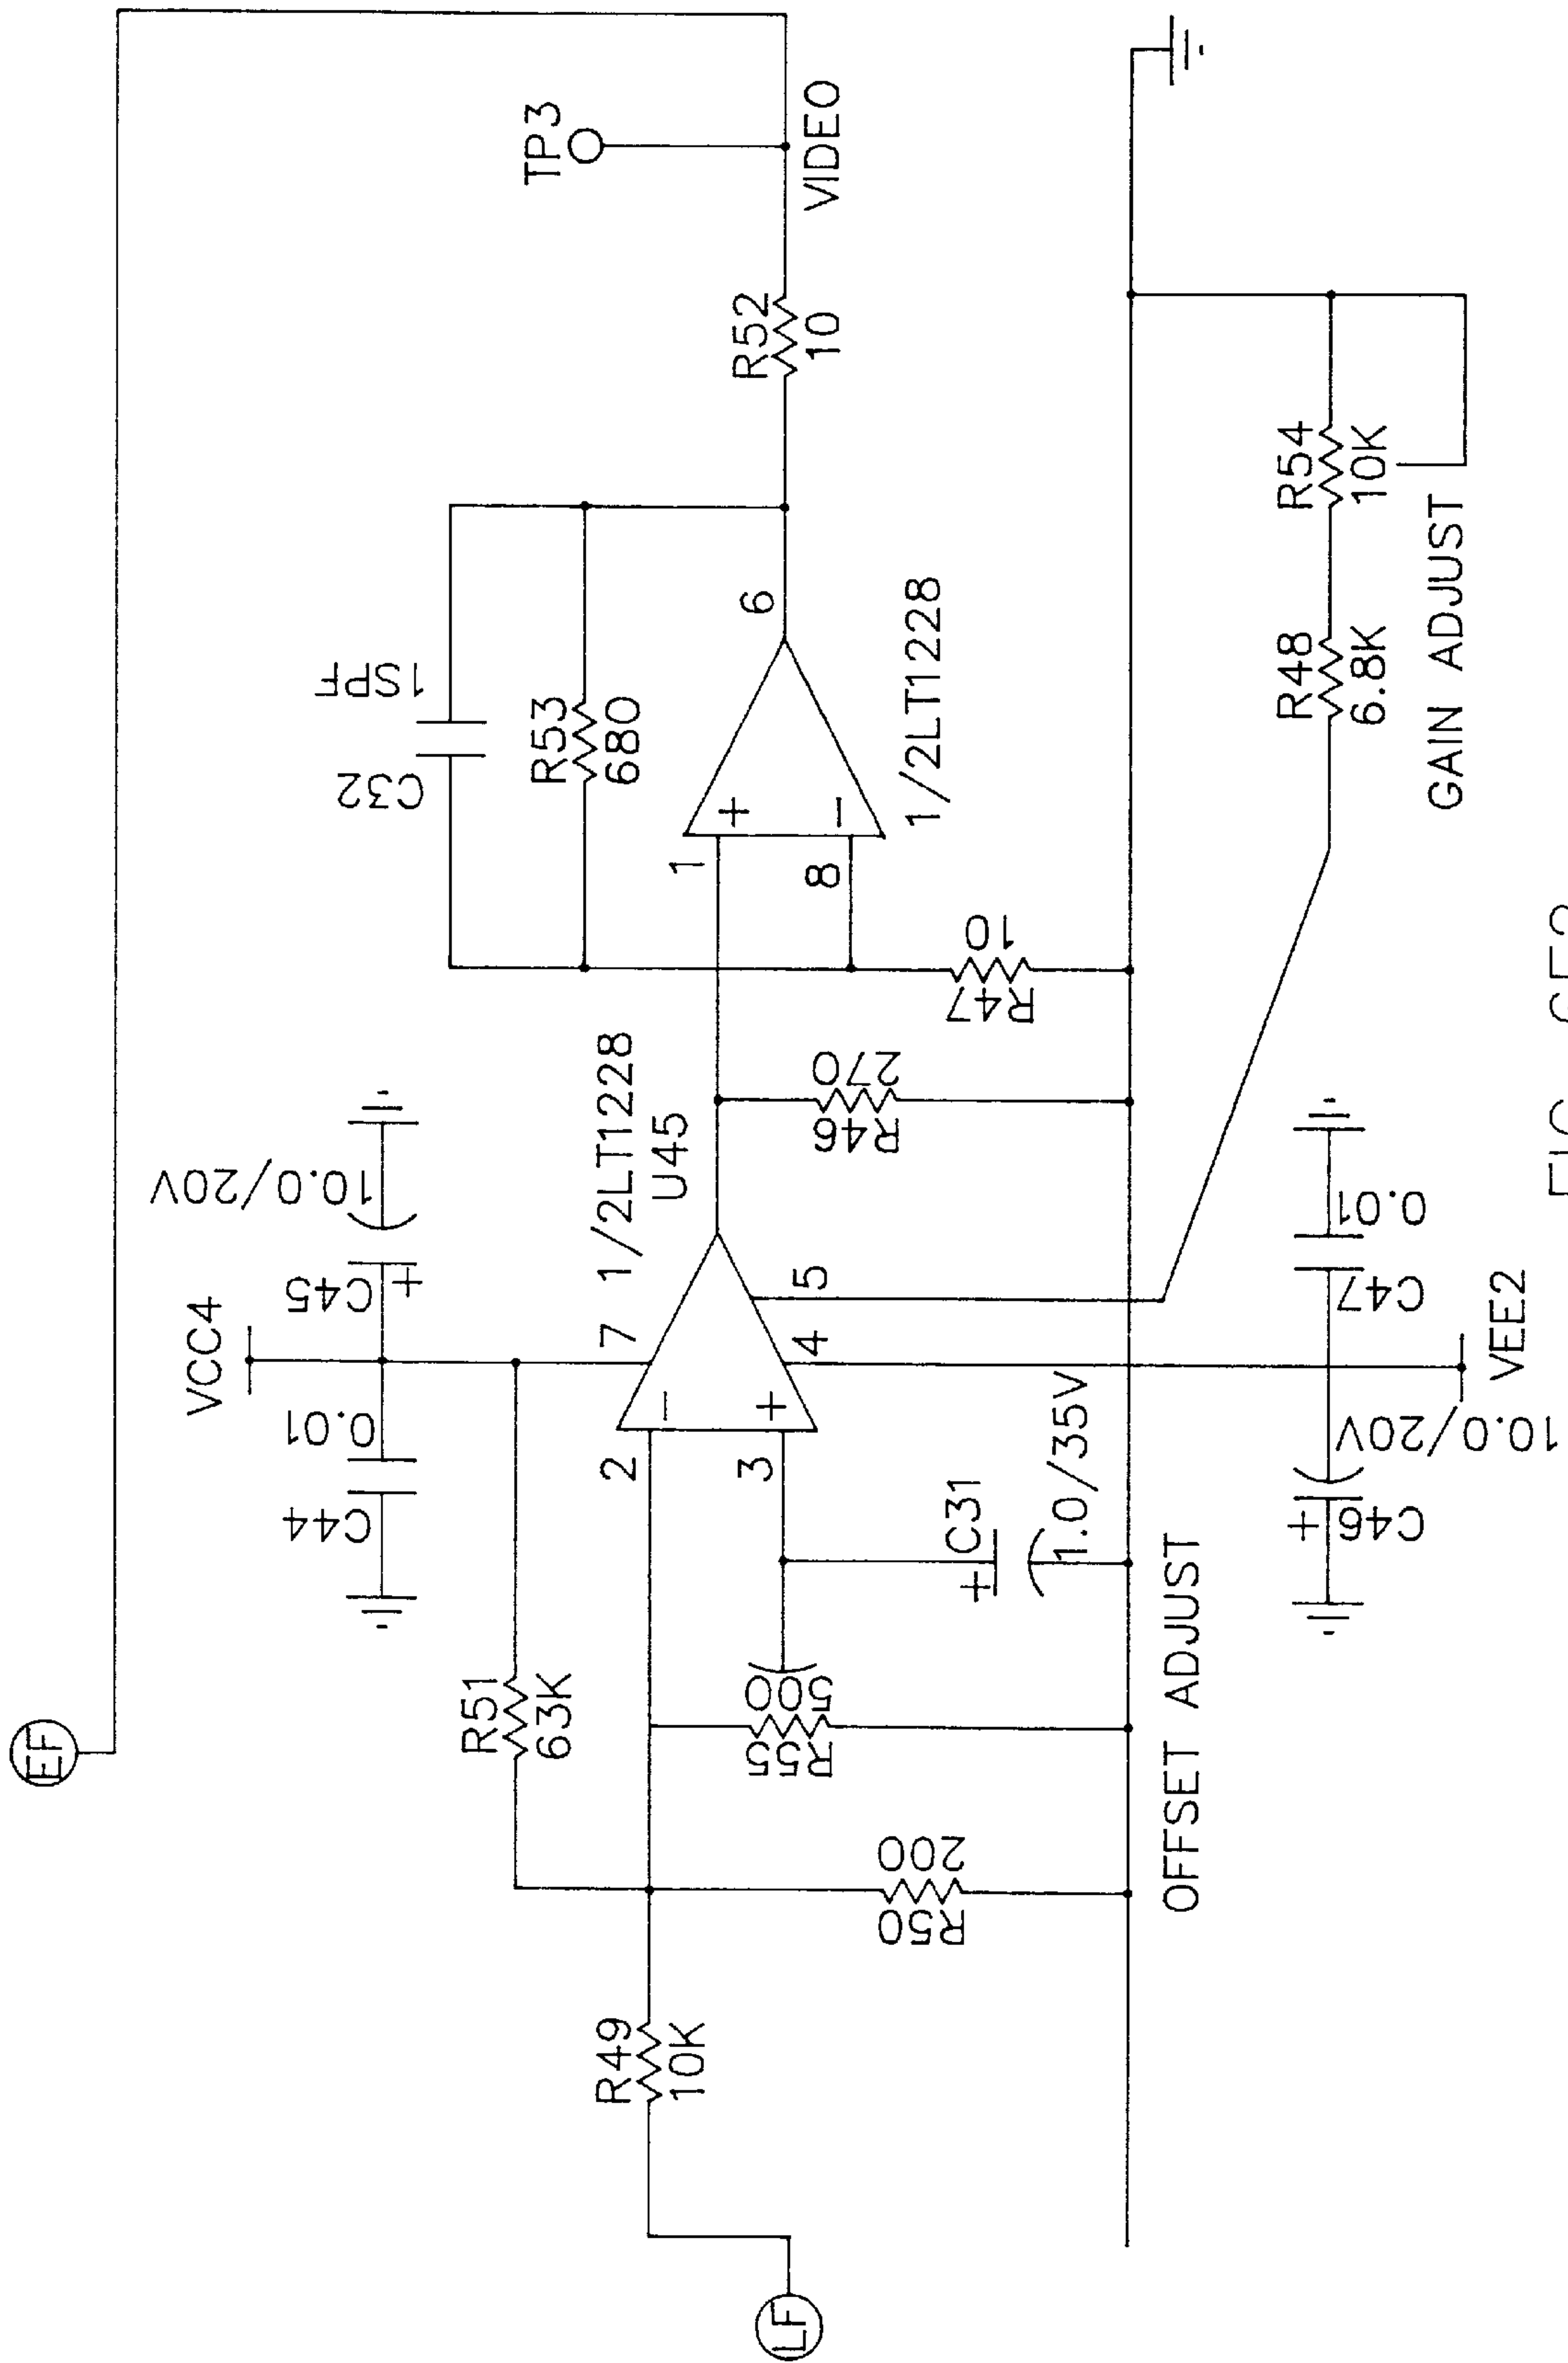 EF
TP3
VIDEO
R52
10
1SPF
C32
R53
680
6
1
8
1/2LT1228
R47
10
1/2LT1228
U45
R46
270
VCC4
10.0/20V
C45
+
0.01
C44
7
2
3
4
5
R51
63K
R49
10K
LF
R50
200
R55
500
+
C31
1.0/35V
OFFSET ADJUST
R48
6.8K
R54
10K
GAIN ADJUST
0.01
C47
VEE2
10.0/20V
+
C46